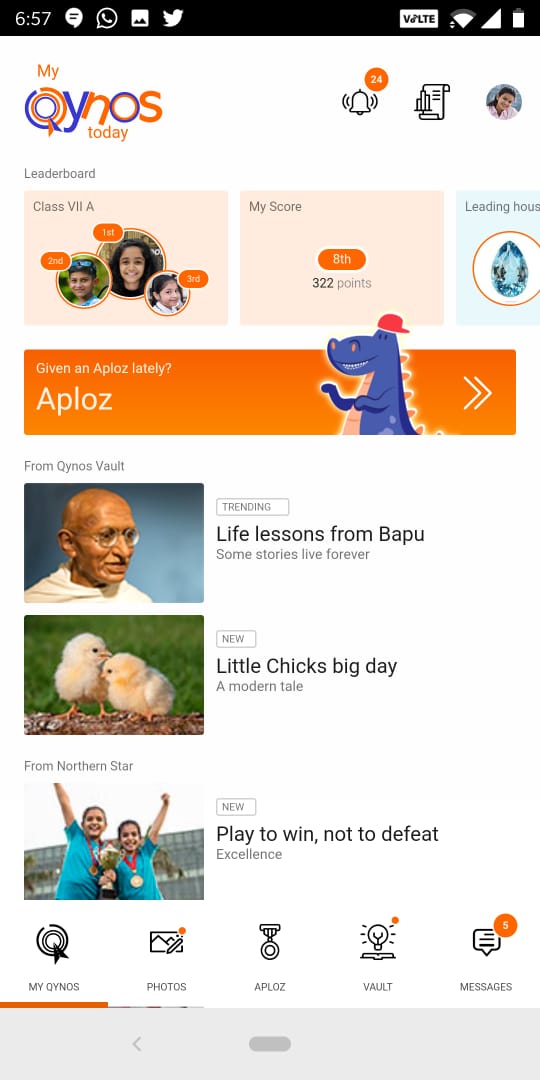 6:57
VoLTE
My
Qynos
today
24
Leaderboard
Class VII A
1st
2nd
3rd
My Score
8th
322 points
Leading hous
Given an Aploz lately?
Aploz
From Qynos Vault
TRENDING
Life lessons from Bapu
Some stories live forever
NEW
Little Chicks big day
A modern tale
From Northern Star
NEW
Play to win, not to defeat
Excellence
5
MY QYNOS
PHOTOS
APLOZ
VAULT
MESSAGES